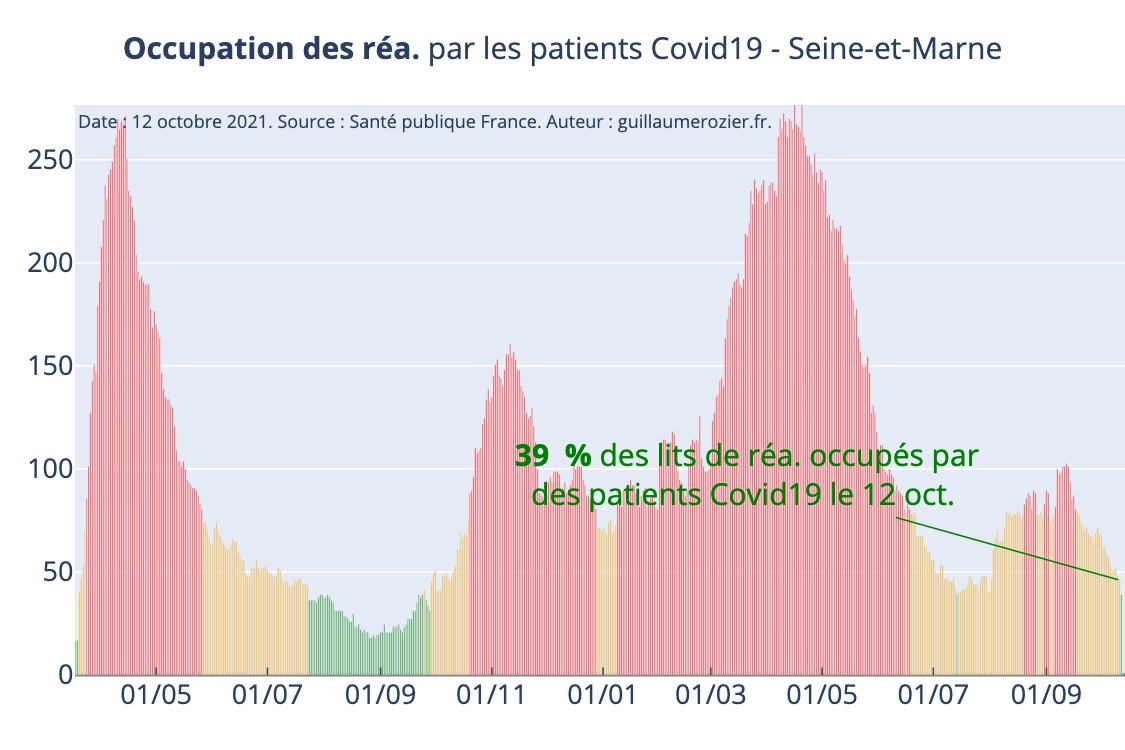 Occupation des réa. par les patients Covid19 - Seine-et-Marne
Date : 12 octobre 2021. Source : Santé publique France. Auteur : guillaumerozier.fr.
250
200
150
100
50
0
39 % des lits de réa. occupés par
des patients Covid19 le 12 oct.
01/05 01/07 01/09 01/11 01/01 01/03 01/05 01/07 01/09